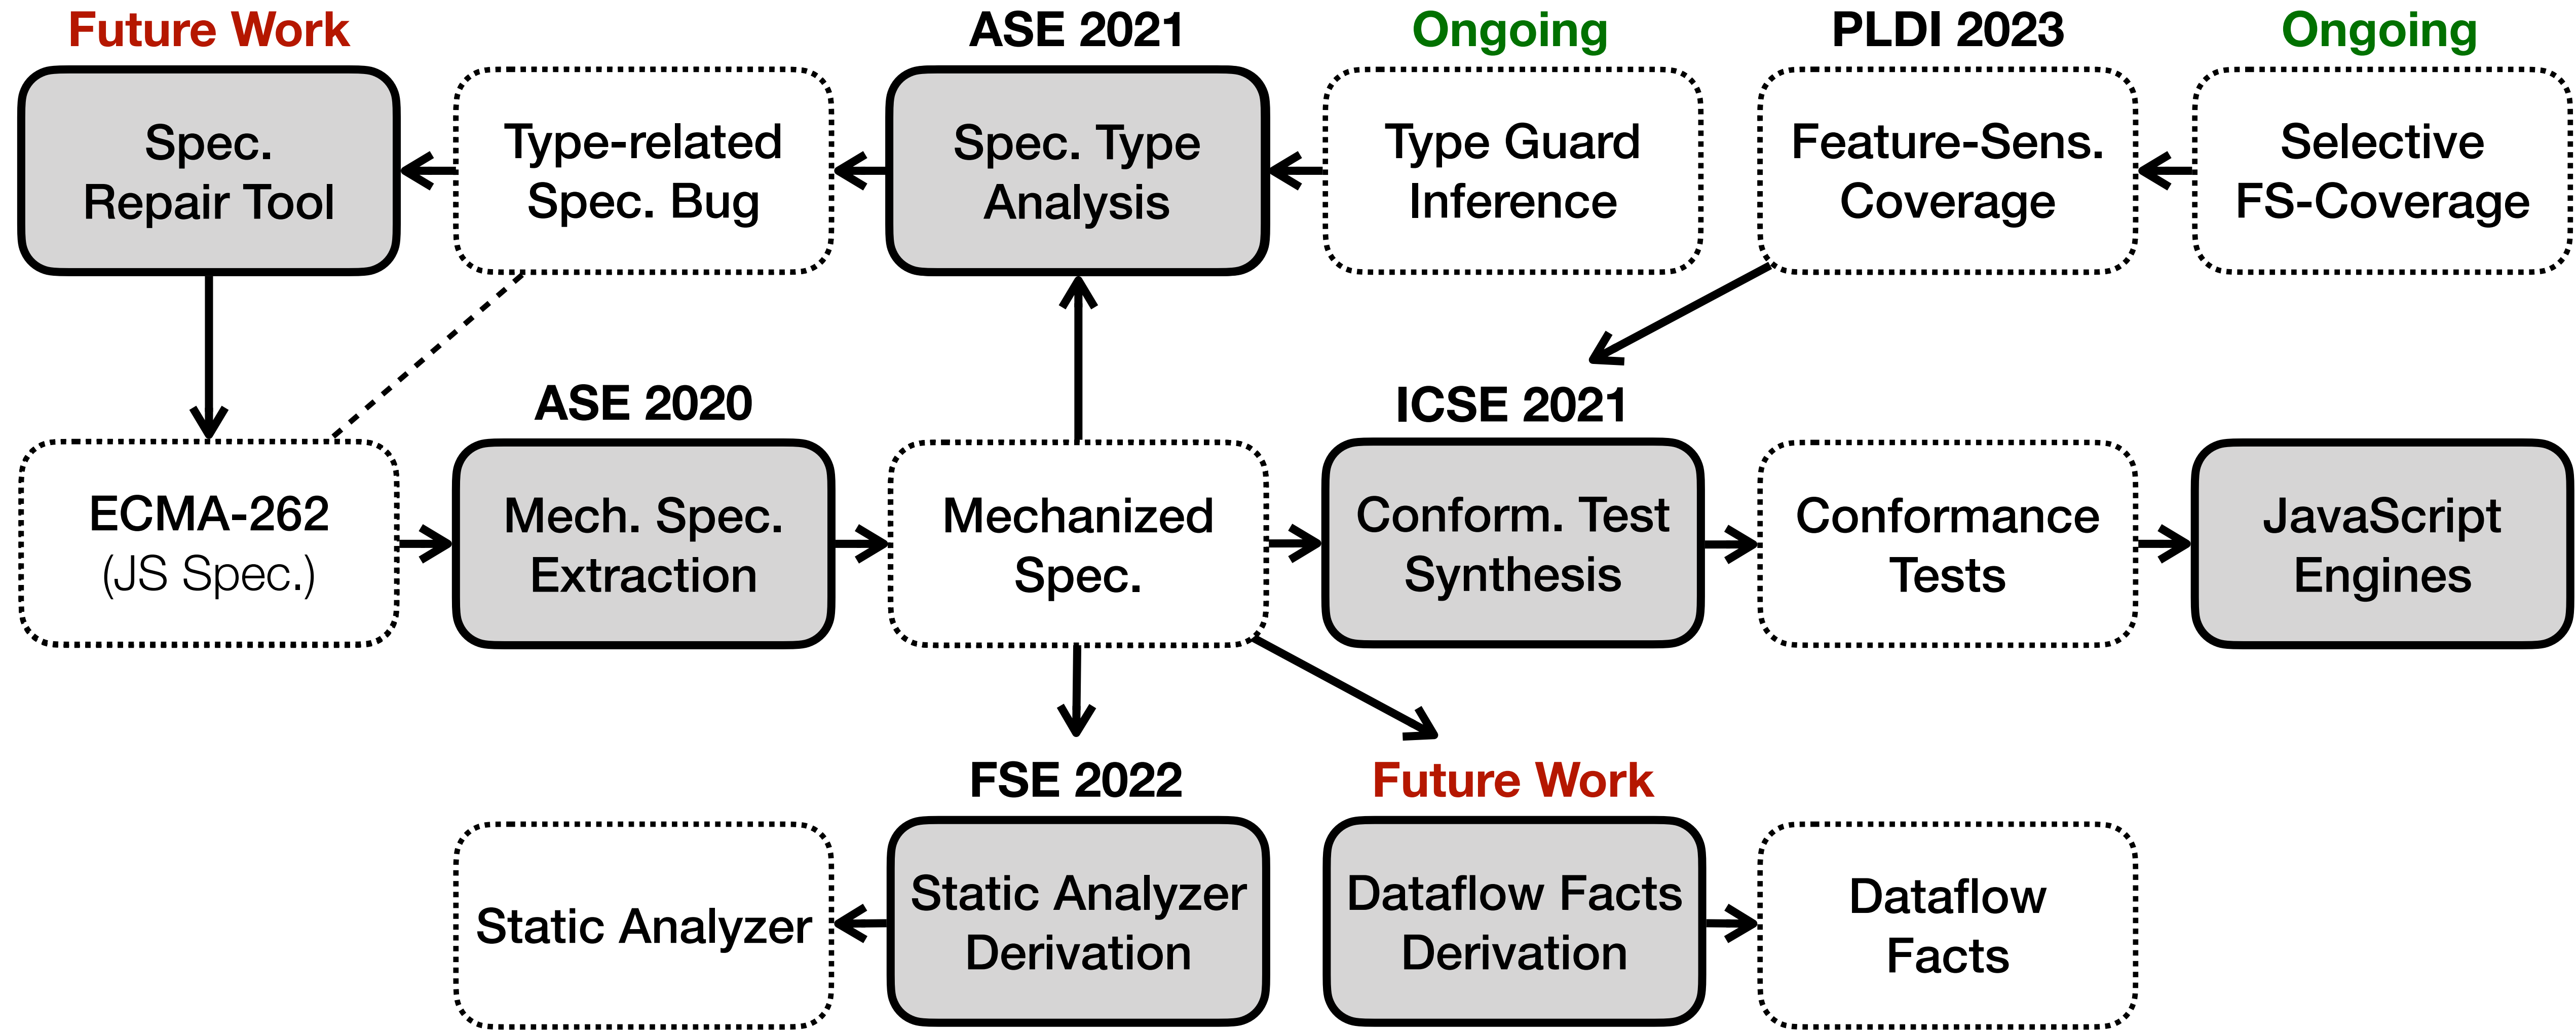 Future Work
ASE 2021
Ongoing
PLDI 2023
Ongoing
Spec.
Repair Tool
Type-related
Spec. Bug
Spec. Type
Analysis
Type Guard
Inference
Feature-Sens.
Coverage
Selective
FS-Coverage
ASE 2020
ICSE 2021
ECMA-262
(JS Spec.)
Mech. Spec.
Extraction
Mechanized
Spec.
Conform. Test
Synthesis
Conformance
Tests
JavaScript
Engines
FSE 2022
Future Work
Static Analyzer
Static Analyzer
Derivation
Dataflow Facts
Derivation
Dataflow
Facts